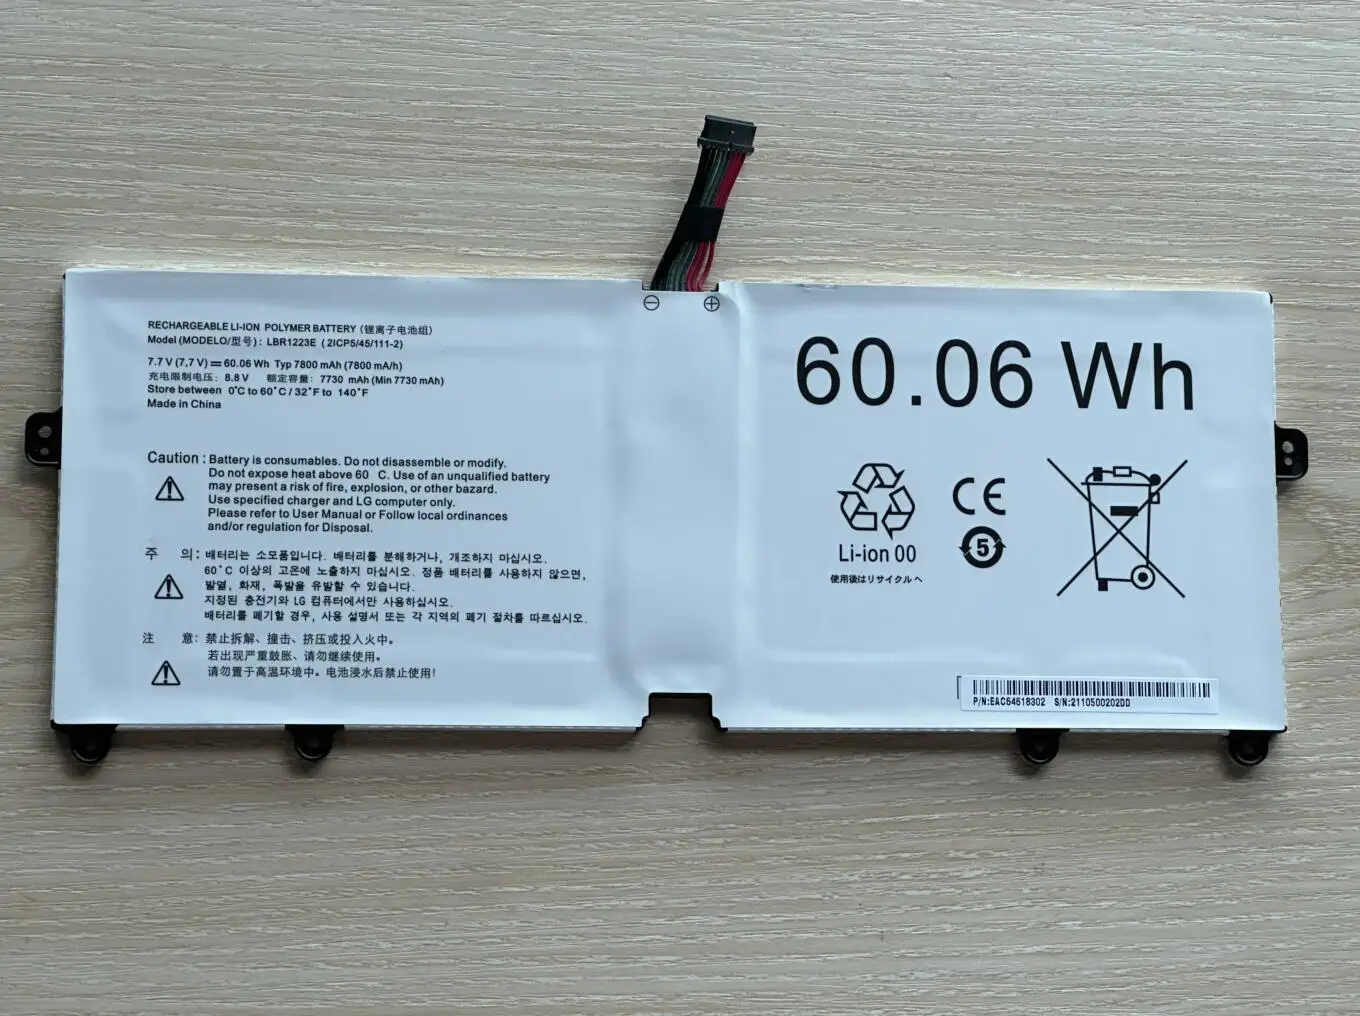 RECHARGEABLE LI-ION POLYMER BATTERY (锂离子电池组)
Model (MODELO/型号): LBR1223E (2ICP5/45/111-2)
7.7 V (7,7 V) ⎓ 60.06 Wh Typ 7800 mAh (7800 mA/h)
充电限制电压: 8.8 V 额定容量: 7730 mAh (Min 7730 mAh)
Store between 0°C to 60°C / 32°F to 140°F
Made in China
Caution : Battery is consumables. Do not disassemble or modify.
Do not expose heat above 60 C. Use of an unqualified battery
may present a risk of fire, explosion, or other bazard.
Use specified charger and LG computer only.
Please refer to User Manual or Follow local ordinances
and/or regulation for Disposal.
주 의: 배터리는 소모품입니다. 배터리를 분해하거나, 개조하지 마십시오.
60°C 이상의 고온에 노출하지 마십시오. 정품 배터리를 사용하지 않으면,
발열, 화재, 폭발을 유발할 수 있습니다.
지정된 충전기와 LG 컴퓨터에서만 사용하십시오.
배터리를 폐기할 경우, 사용 설명서 또는 각 지역의 폐기 절차를 따르십시오.
注 意: 禁止拆解、撞击、挤压或投入火中。
若出现严重鼓胀、请勿继续使用。
请勿置于高温环境中。电池浸水后禁止使用!
− +
60.06 Wh
CE
5
Li-ion 00
使用後はリサイクルへ
P/N:EAC64618302 S/N:2110500202DD